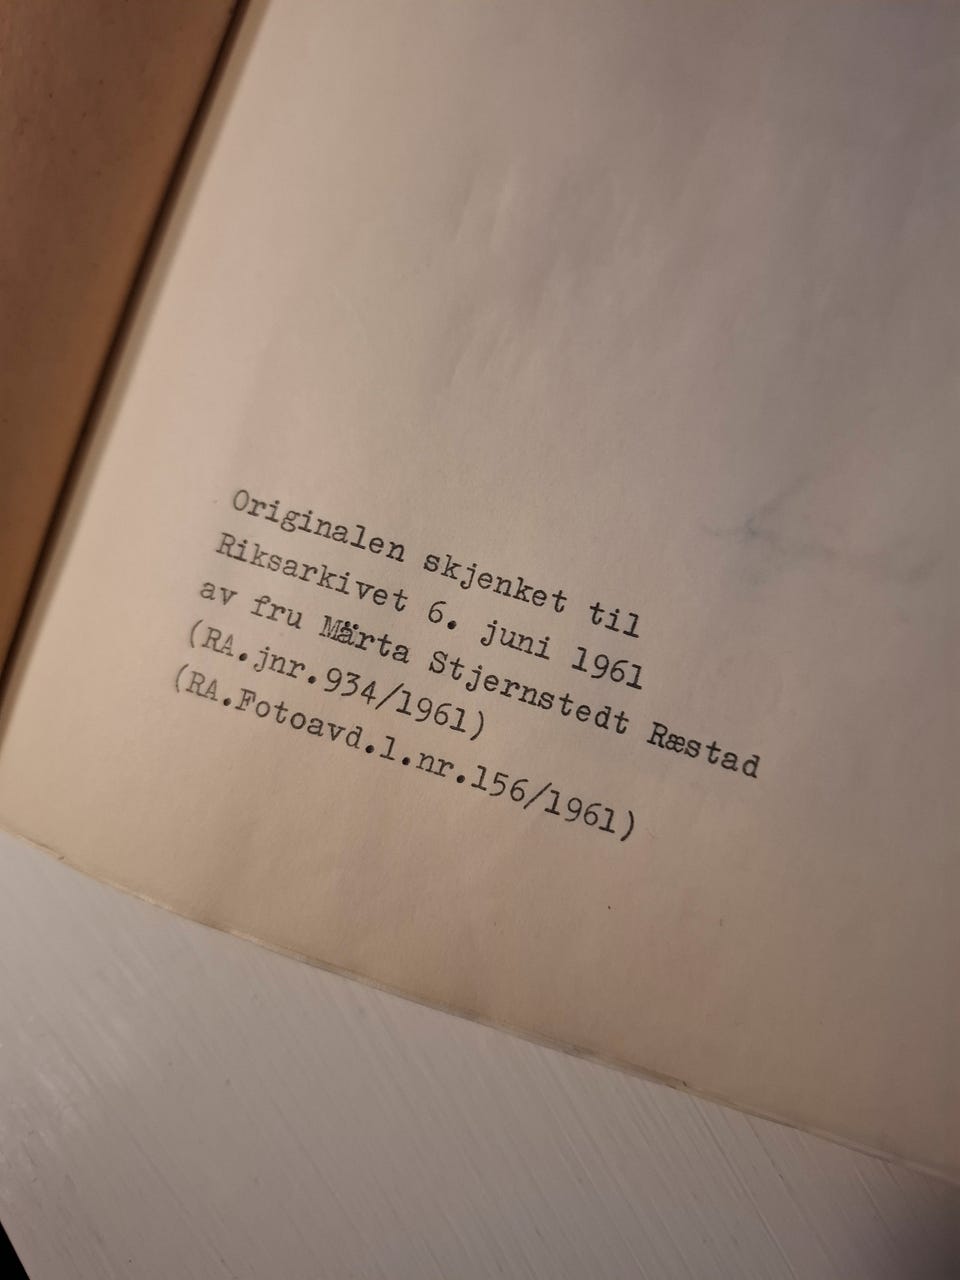 Originalen skjenket til
Riksarkivet 6. juni 1961
av fru Märta Stjernstedt Ræstad
(RA.jnr.934/1961)
(RA.Fotoavd.l.nr.156/1961)